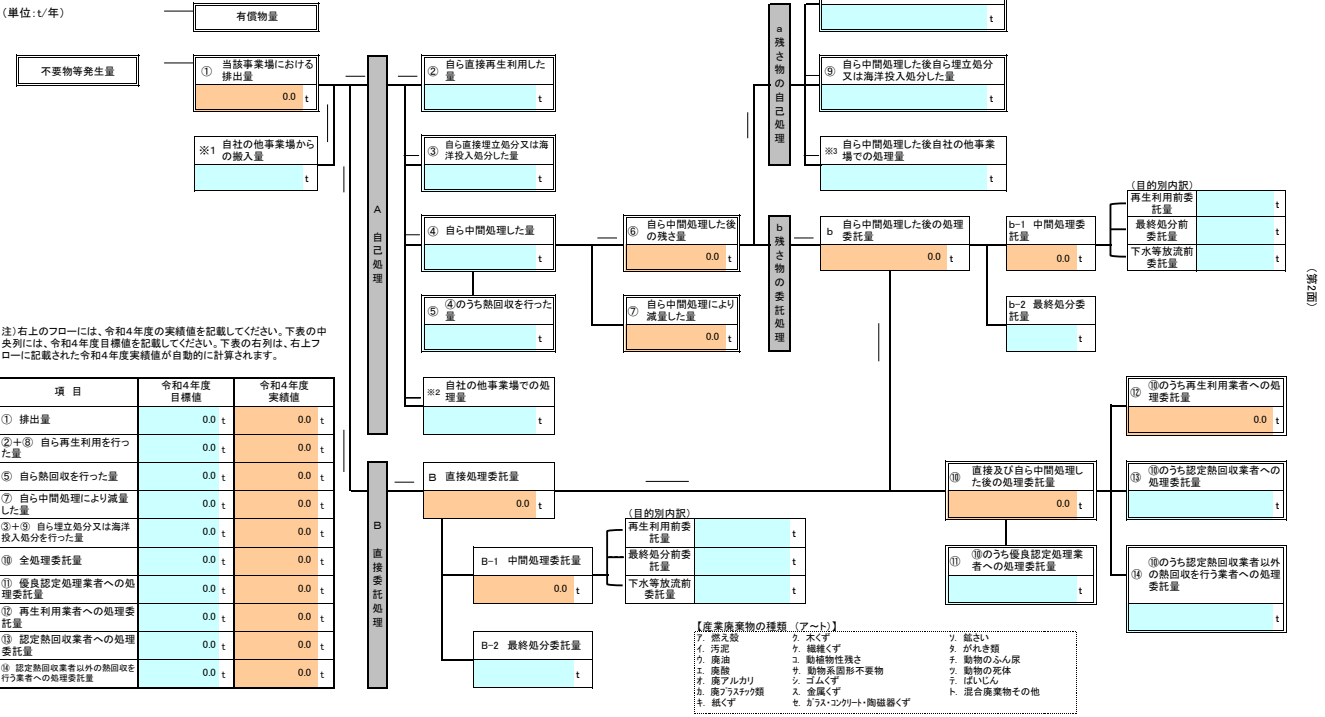 (単位:t/年)
有償物量
t
不要物等発生量
① 当該事業場における
排出量
0.0 t
※1 自社の他事業場から
の搬入量
t
A 自己処理
② 自ら直接再生利用した
量
t
③ 自ら直接埋立処分又は海
洋投入処分した量
t
④ 自ら中間処理した量
t
⑤ ④のうち熱回収を行った
量
t
※2 自社の他事業場での処
理量
t
⑥ 自ら中間処理した後
の残さ量
0.0 t
⑦ 自ら中間処理により
減量した量
0.0 t
a 残さ物の自己処理
⑨ 自ら中間処理した後自ら埋立処分
又は海洋投入処分した量
t
※3 自ら中間処理した後自社の他事業
場での処理量
t
b 残さ物の委託処理
b 自ら中間処理した後の処理
委託量
0.0 t
b-1 中間処理委
託量
0.0 t
b-2 最終処分委
託量
t
(目的別内訳)
再生利用前委
託量
t
最終処分前
委託量
t
下水等放流前
委託量
t
(第2面)
注)右上のフローには、令和4年度の実績値を記載してください。下表の中
央列には、令和4年度目標値を記載してください。下表の右列は、右上フ
ローに記載された令和4年度実績値が自動的に計算されます。
項 目
令和4年度
目標値
令和4年度
実績値
① 排出量 0.0 t 0.0 t
②+⑧ 自ら再生利用を行っ
た量 0.0 t 0.0 t
⑤ 自ら熱回収を行った量 0.0 t 0.0 t
⑦ 自ら中間処理により減量
した量 0.0 t 0.0 t
③+⑨ 自ら埋立処分又は海洋
投入処分を行った量 0.0 t 0.0 t
⑩ 全処理委託量 0.0 t 0.0 t
⑪ 優良認定処理業者への処
理委託量 0.0 t 0.0 t
⑫ 再生利用業者への処理委
託量 0.0 t 0.0 t
⑬ 認定熱回収業者への処理
委託量 0.0 t 0.0 t
⑭ 認定熱回収業者以外の熱回収を
行う業者への処理委託量 0.0 t 0.0 t
B 直接委託処理
B 直接処理委託量
0.0 t
B-1 中間処理委託量
0.0 t
B-2 最終処分委託量
t
(目的別内訳)
再生利用前委
託量
t
最終処分前委
託量
t
下水等放流前
委託量
t
⑩ 直接及び自ら中間処理し
た後の処理委託量
0.0 t
⑪ ⑩のうち優良認定処理業
者への処理委託量
t
⑫ ⑩のうち再生利用業者への処
理委託量
0.0 t
⑬ ⑩のうち認定熱回収業者への
処理委託量
t
⑭ ⑩のうち認定熱回収業者以外
の熱回収を行う業者への処理
委託量
t
【産業廃棄物の種類 (ア~ト)】
ア. 燃え殻
イ. 汚泥
ウ. 廃油
エ. 廃酸
オ. 廃アルカリ
カ. 廃プラスチック類
キ. 紙くず
ク. 木くず
ケ. 繊維くず
コ. 動植物性残さ
サ. 動物系固形不要物
シ. ゴムくず
ス. 金属くず
セ. ガラス・コンクリート・陶磁器くず
ソ. 鉱さい
タ. がれき類
チ. 動物のふん尿
ツ. 動物の死体
テ. ばいじん
ト. 混合廃棄物その他